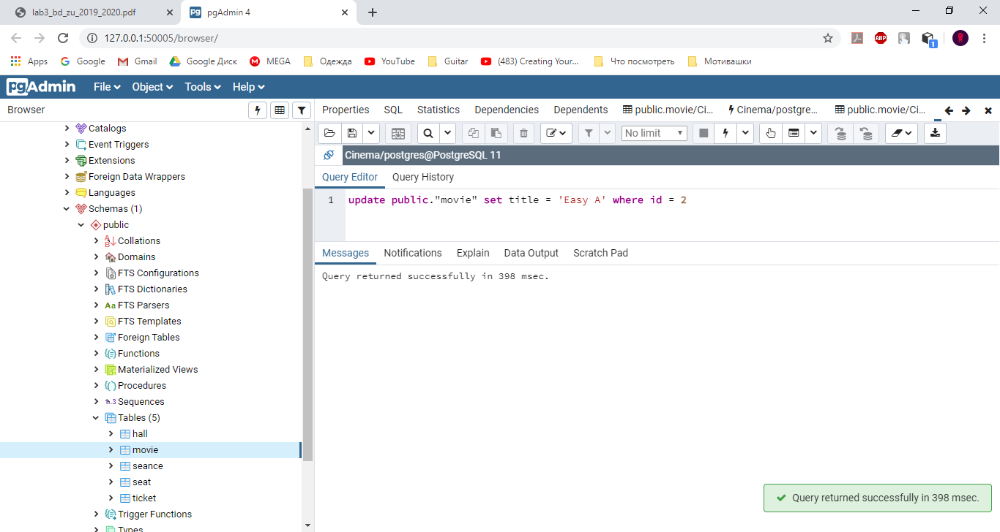 lab3_bd_zu_2019_2020.pdf
pgAdmin 4
127.0.0.1:50005/browser/
Apps Google Gmail Google Диск MEGA Одежда YouTube Guitar (483) Creating Your... Что посмотреть Мотивашки
pgAdmin File Object Tools Help
Browser
Properties SQL Statistics Dependencies Dependents public.movie/Ci... Cinema/postgre... public.movie/Ci...
No limit
Cinema/postgres@PostgreSQL 11
Query Editor Query History
1 update public."movie" set title = 'Easy A' where id = 2
Messages Notifications Explain Data Output Scratch Pad
Query returned successfully in 398 msec.
Catalogs
Event Triggers
Extensions
Foreign Data Wrappers
Languages
Schemas (1)
public
Collations
Domains
FTS Configurations
FTS Dictionaries
FTS Parsers
FTS Templates
Foreign Tables
Functions
Materialized Views
Procedures
Sequences
Tables (5)
hall
movie
seance
seat
ticket
Trigger Functions
Types
Query returned successfully in 398 msec.